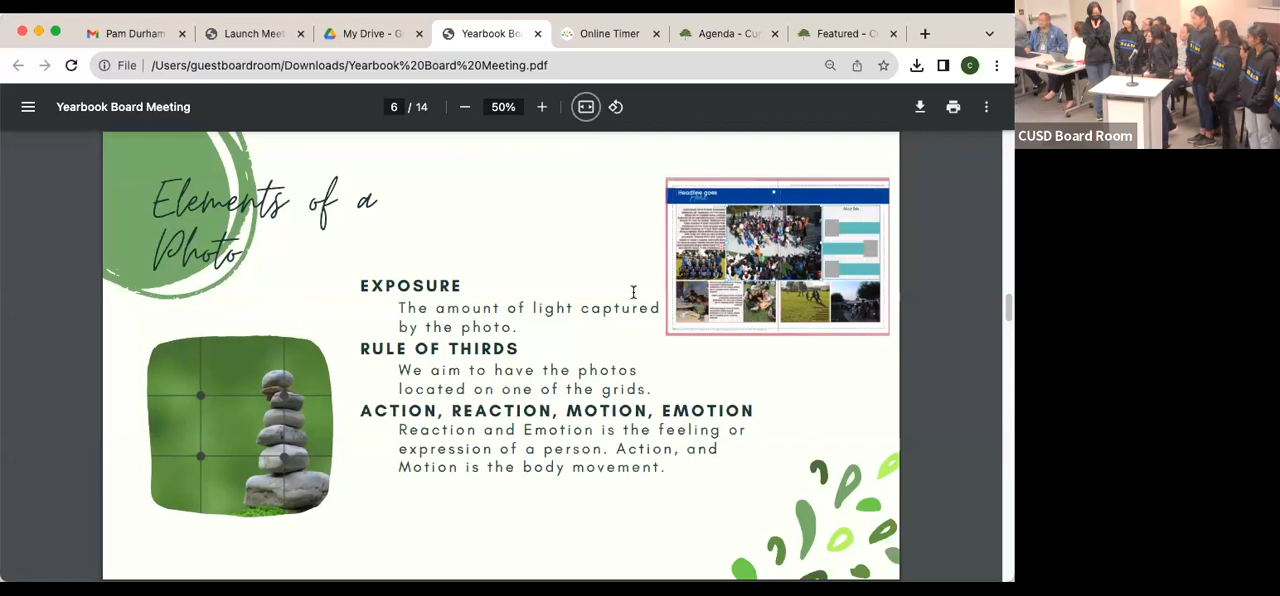 Pam Durham
Launch Meet
My Drive - G
Yearbook Bo
Online Timer
Agenda - Cu
Featured - C
File
/Users/guestboardroom/Downloads/Yearbook%20Board%20Meeting.pdf
C
Yearbook Board Meeting
6 / 14
50%
CUSD Board Room
Elements of a
Photo
Headline goes
Here
EXPOSURE
The amount of light captured
by the photo.
RULE OF THIRDS
We aim to have the photos
located on one of the grids.
ACTION, REACTION, MOTION, EMOTION
Reaction and Emotion is the feeling or
expression of a person. Action, and
Motion is the body movement.